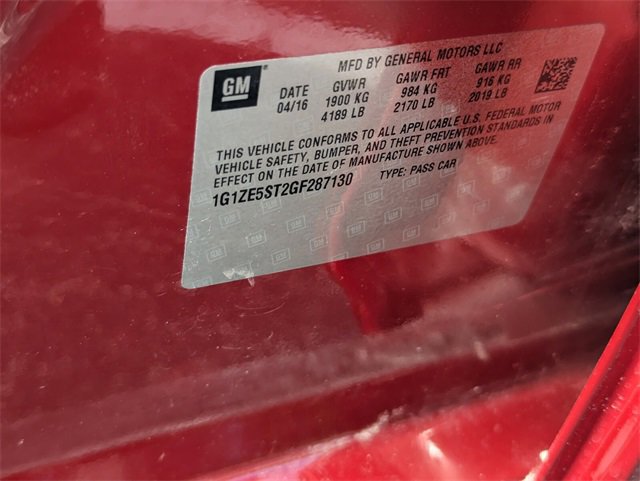 MFD BY GENERAL MOTORS LLC
GM
DATE GVWR GAWR FRT GAWR RR
04/16 1900 KG 984 KG 916 KG
4189 LB 2170 LB 2019 LB
THIS VEHICLE CONFORMS TO ALL APPLICABLE U.S. FEDERAL MOTOR
VEHICLE SAFETY, BUMPER, AND THEFT PREVENTION STANDARDS IN
EFFECT ON THE DATE OF MANUFACTURE SHOWN ABOVE.
1G1ZE5ST2GF287130 TYPE: PASS CAR